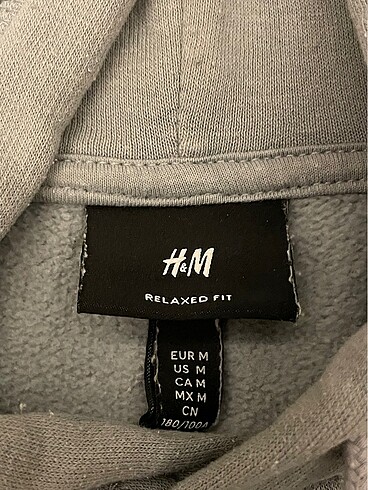 H&M
RELAXED FIT
EUR M
US M
CA M
MX M
CN
180/100A